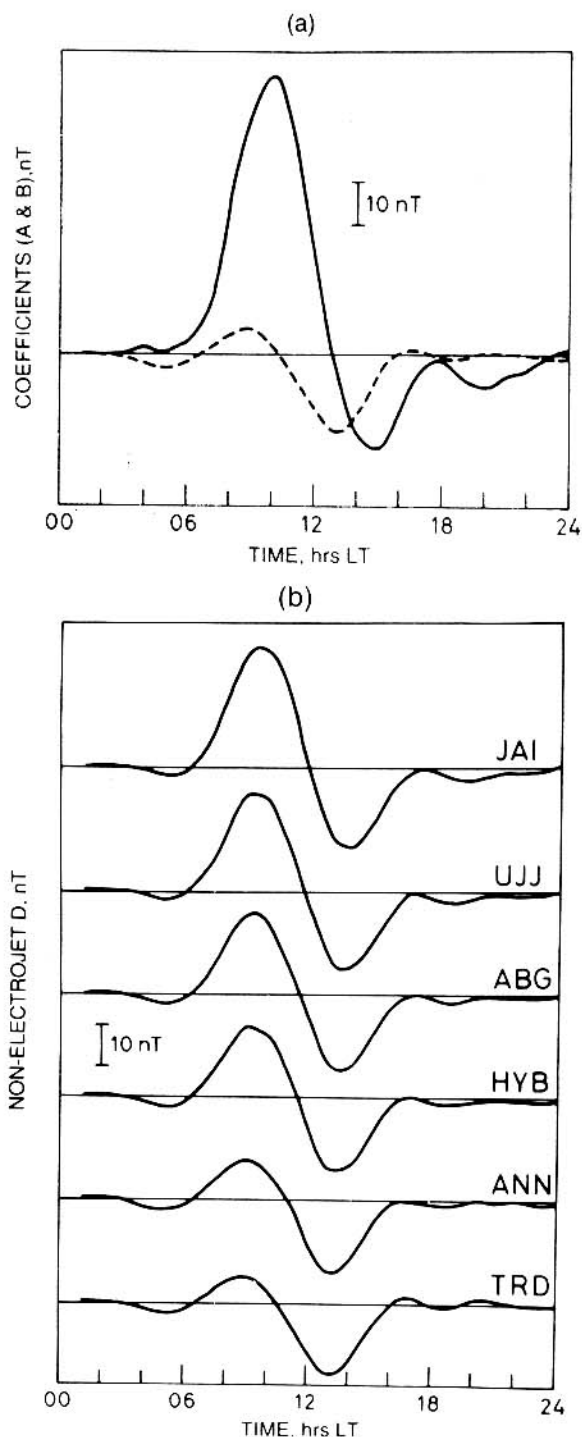 (a)
COEFFICIENTS (A & B),nT
10 nT
00 06 12 18 24
TIME, hrs LT
(b)
NON-ELECTROJET D, nT
JAI
UJJ
ABG
10 nT
HYB
ANN
TRD
00 06 12 18 24
TIME, hrs LT